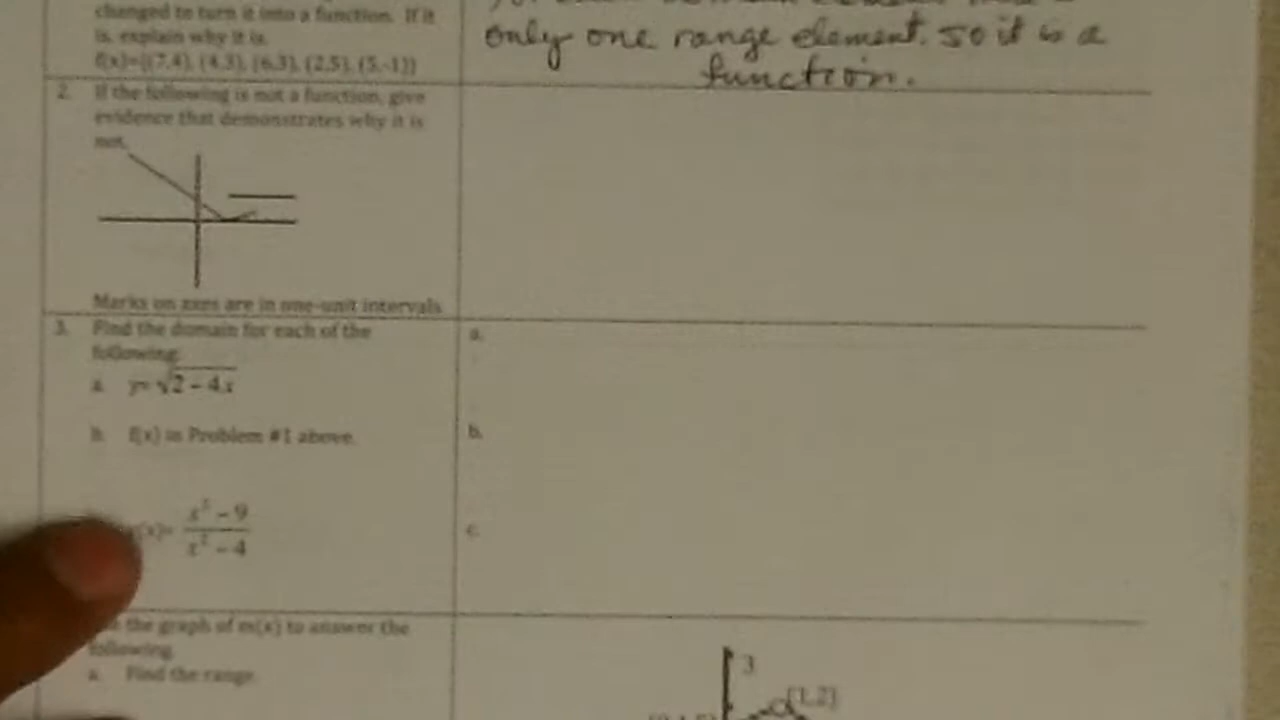 changed to turn it into a function. If it
is, explain why it is.
f(x)={(7,4), (4,3), (6,3), (2,5), (5,-1)}
only one range element. so it is a
function.
2. If the following is not a function, give
evidence that demonstrates why it is
not.
Marks on axes are in one-unit intervals
3. Find the domain for each of the
following:
a. y=√2 – 4x
b. f(x) in Problem #1 above.
x² – 9
x² – 4
a.
b.
c.
the graph of m(x) to answer the
following.
a. Find the range.
3
(1,2)